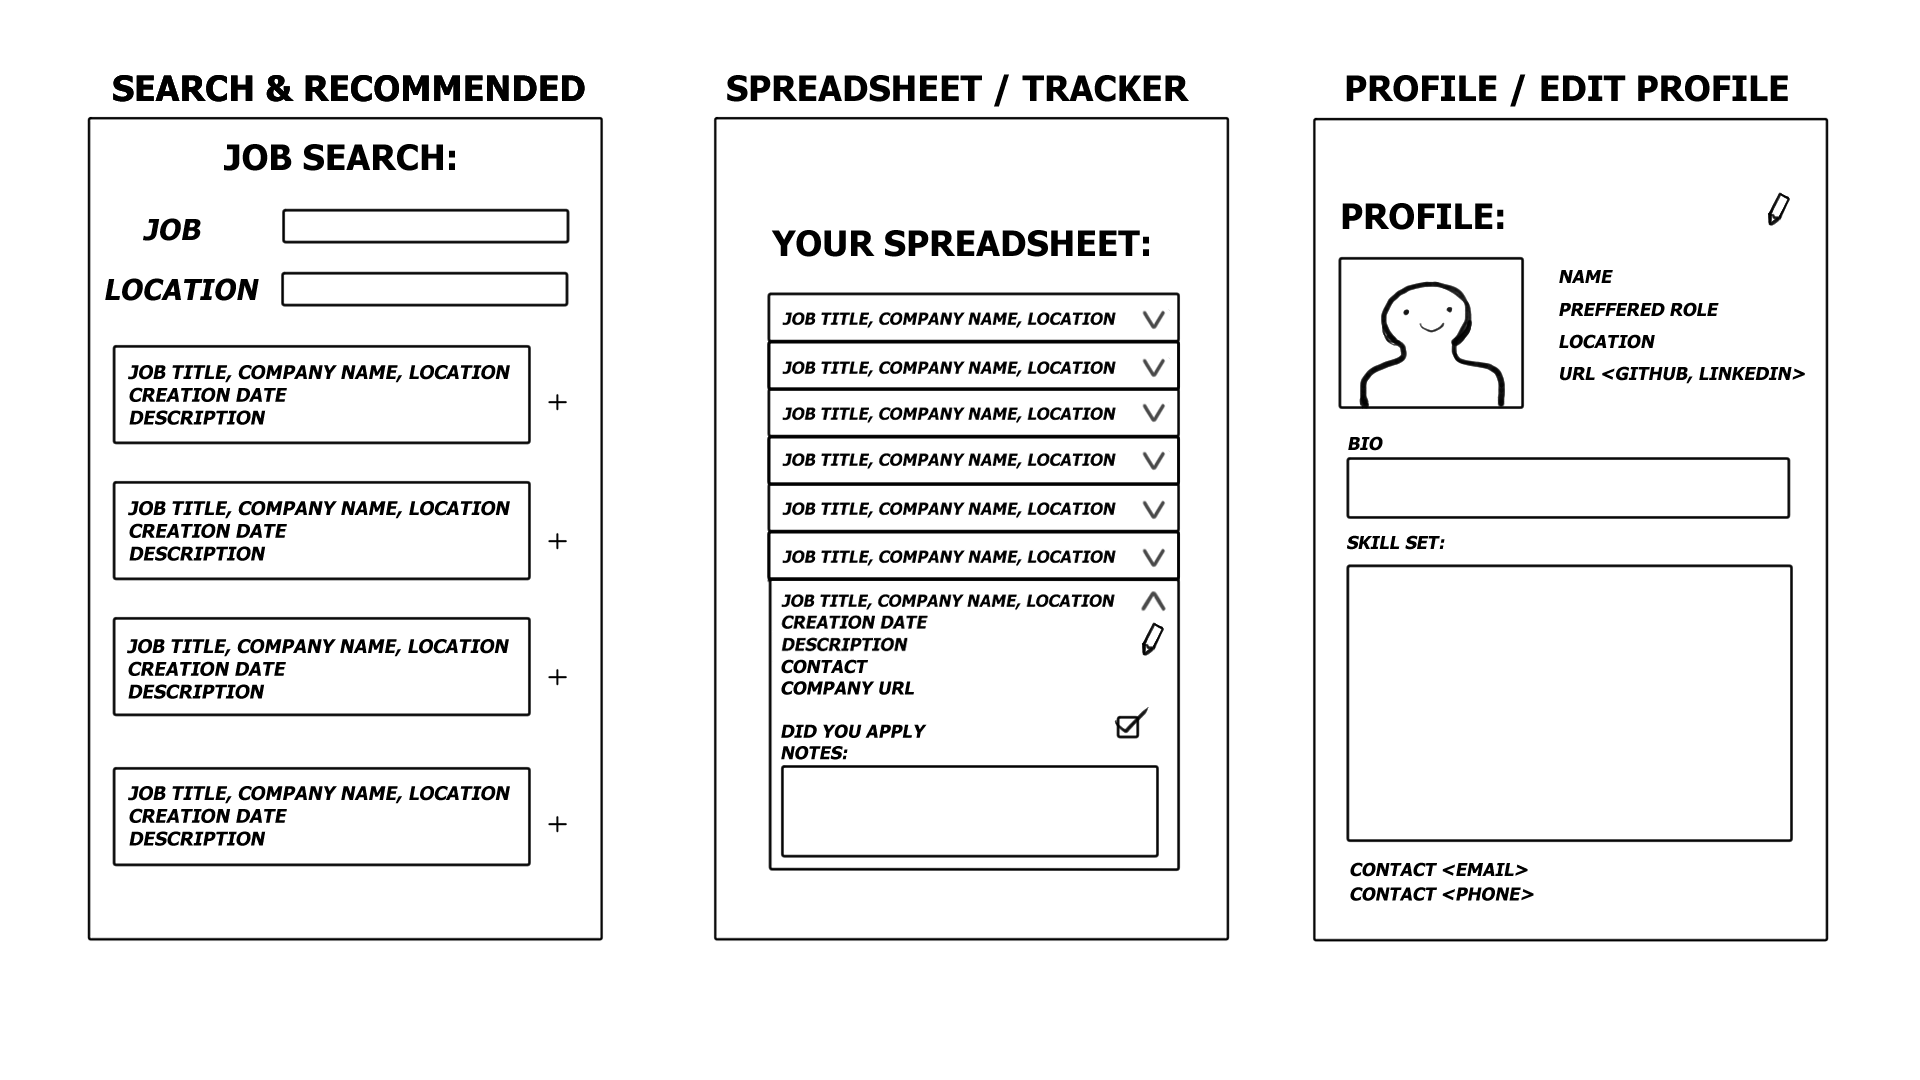 SEARCH & RECOMMENDED
JOB SEARCH:
JOB
LOCATION
JOB TITLE, COMPANY NAME, LOCATION
CREATION DATE
DESCRIPTION
+
JOB TITLE, COMPANY NAME, LOCATION
CREATION DATE
DESCRIPTION
+
JOB TITLE, COMPANY NAME, LOCATION
CREATION DATE
DESCRIPTION
+
JOB TITLE, COMPANY NAME, LOCATION
CREATION DATE
DESCRIPTION
+
SPREADSHEET / TRACKER
YOUR SPREADSHEET:
JOB TITLE, COMPANY NAME, LOCATION
JOB TITLE, COMPANY NAME, LOCATION
JOB TITLE, COMPANY NAME, LOCATION
JOB TITLE, COMPANY NAME, LOCATION
JOB TITLE, COMPANY NAME, LOCATION
JOB TITLE, COMPANY NAME, LOCATION
JOB TITLE, COMPANY NAME, LOCATION
CREATION DATE
DESCRIPTION
CONTACT
COMPANY URL
DID YOU APPLY
NOTES:
PROFILE / EDIT PROFILE
PROFILE:
NAME
PREFFERED ROLE
LOCATION
URL <GITHUB, LINKEDIN>
BIO
SKILL SET:
CONTACT <EMAIL>
CONTACT <PHONE>